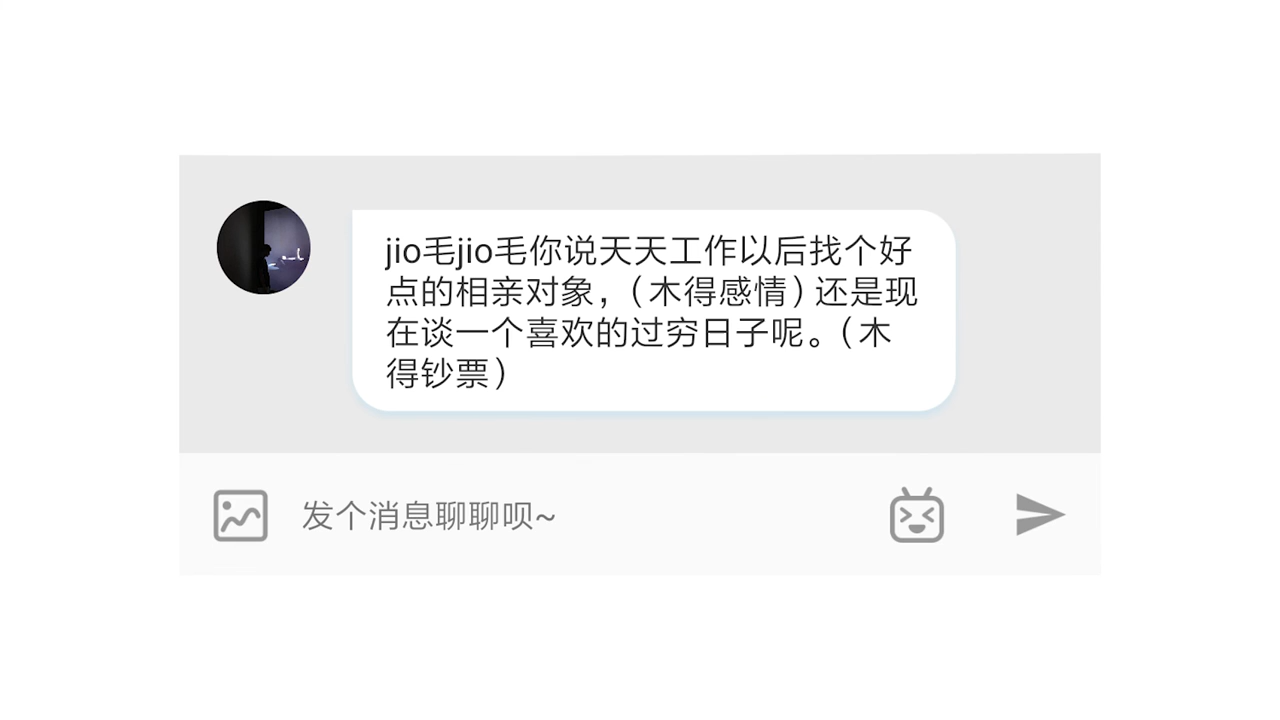 jio毛jio毛你说天天工作以后找个好
点的相亲对象，（木得感情）还是现
在谈一个喜欢的过穷日子呢。（木
得钞票）
发个消息聊聊呗~